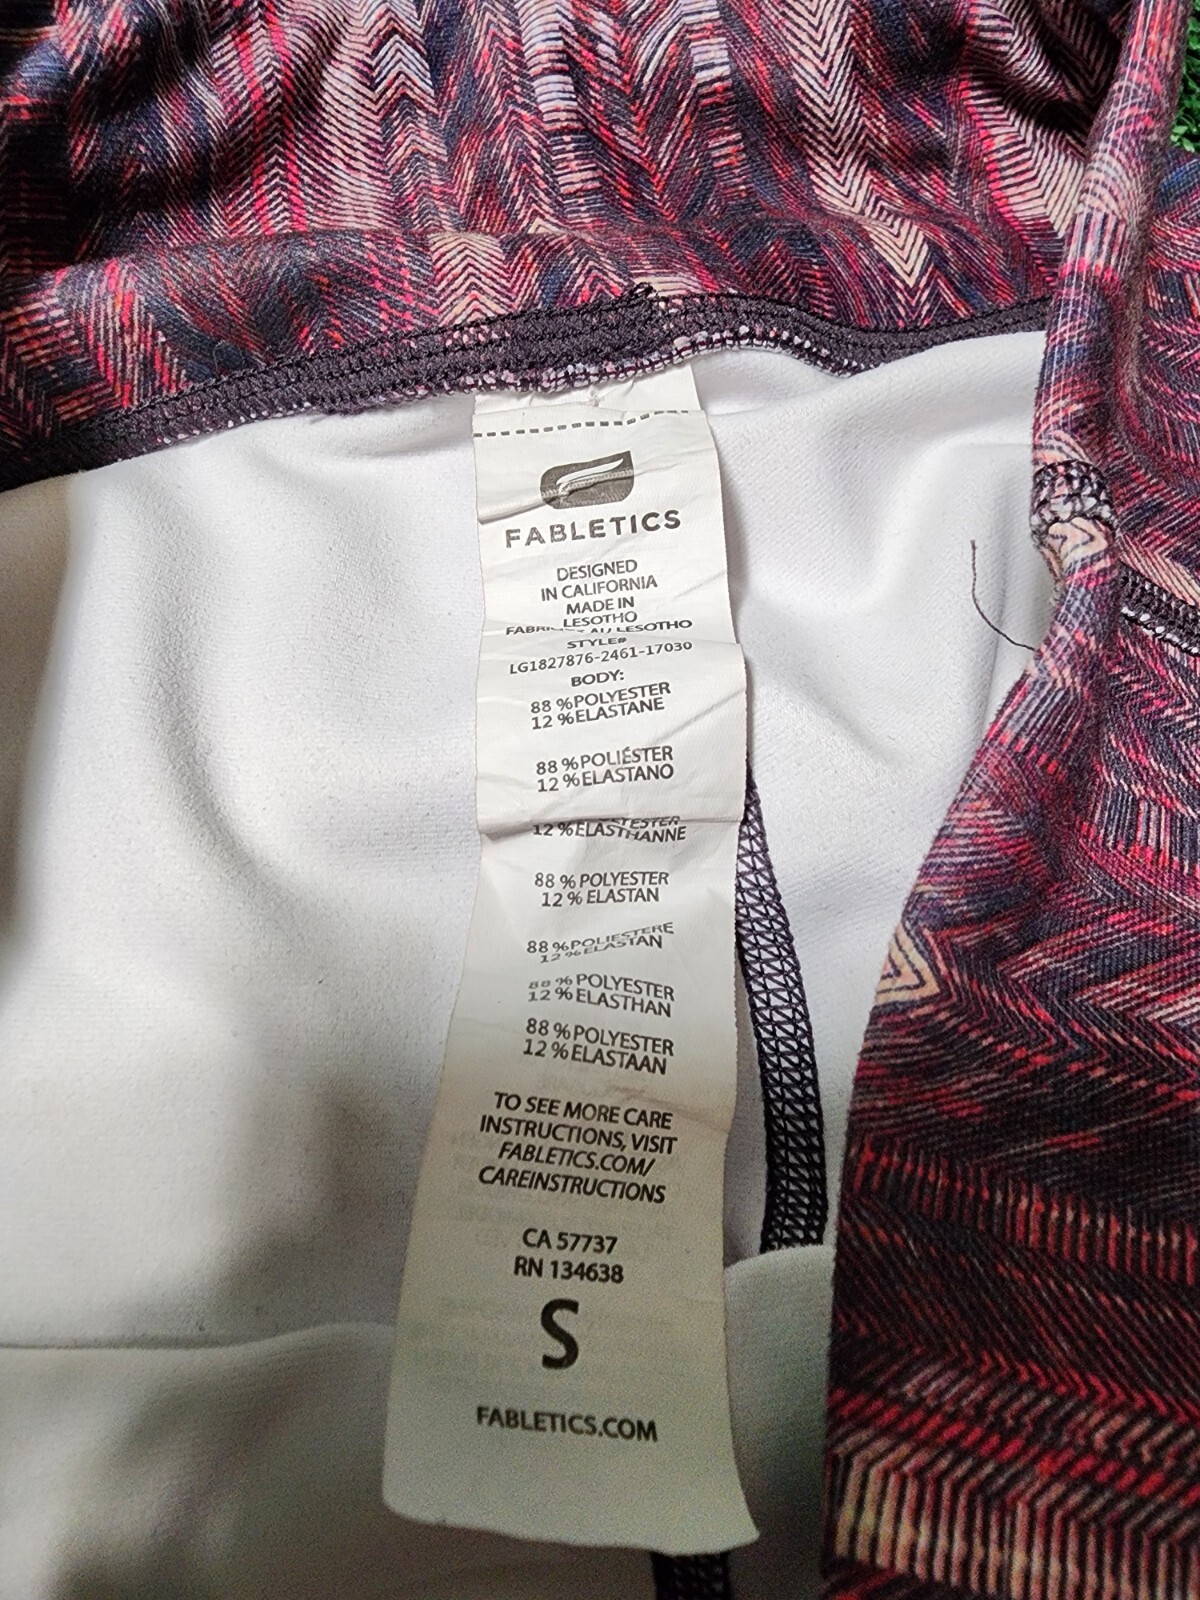 FABLETICS
DESIGNED
IN CALIFORNIA
MADE IN
LESOTHO
AU LESOTHO
STYLE#
LG1827876-2461-17030
BODY:
88 %POLYESTER
12 %ELASTANE
88 %POLIÉSTER
12 %ELASTANO
12 %ELASTHANNE
88 % POLYESTER
12 % ELASTAN
88 %POLIESTERE
12 %ELASTAN
88 % POLYESTER
12 % ELASTHAN
88 % POLYESTER
12 %ELASTAAN
TO SEE MORE CARE
INSTRUCTIONS, VISIT
FABLETICS.COM/
CAREINSTRUCTIONS
CA 57737
RN 134638
S
FABLETICS.COM